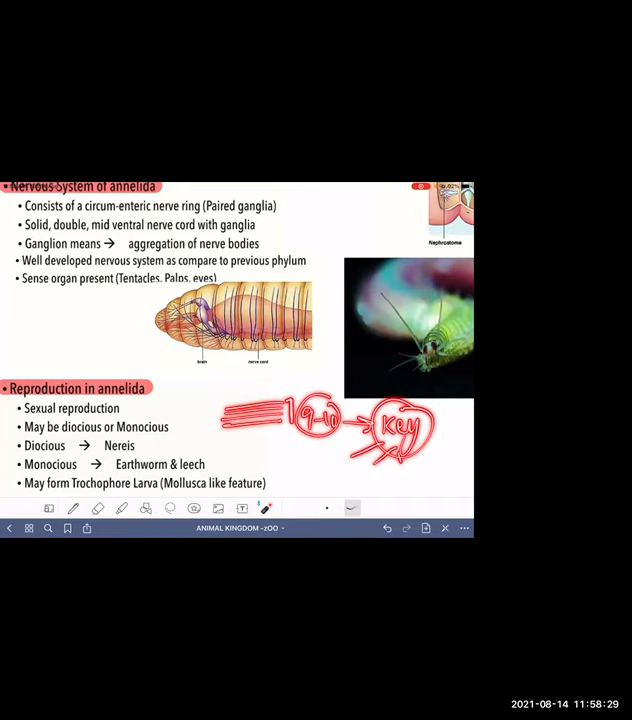 • Nervous System of annelida
• Consists of a circum-enteric nerve ring (Paired ganglia)
• Solid, double, mid ventral nerve cord with ganglia
• Ganglion means → aggregation of nerve bodies
• Well developed nervous system as compare to previous phylum
• Sense organ present (Tentacles, Palps, eyes)
Nephrostome
brain nerve cord
• Reproduction in annelida
• Sexual reproduction
9-10 → Key
• May be diocious or Monocious
• Diocious → Nereis
• Monocious → Earthworm & leech
• May form Trochophore Larva (Mollusca like feature)
ANIMAL KINGDOM -zOO
2021-08-14 11:58:29